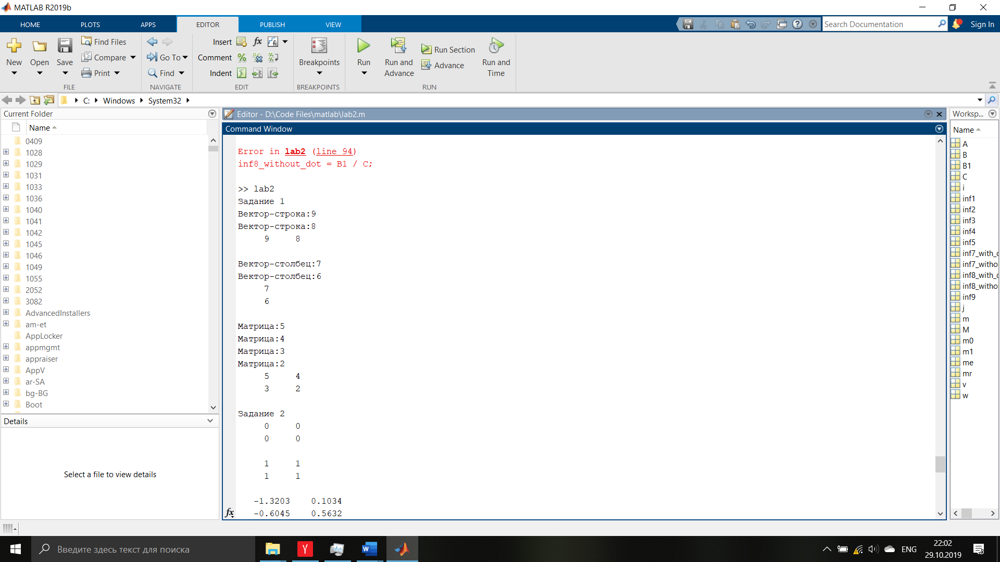 MATLAB R2019b
HOME PLOTS APPS EDITOR PUBLISH VIEW
Search Documentation
Sign In
New
Open
Save
Find Files
Compare
Print
FILE
Go To
Find
NAVIGATE
Insert
fx
fi
Comment
Indent
EDIT
Breakpoints
BREAKPOINTS
Run
Run and
Advance
Run Section
Advance
Run and
Time
RUN
C: Windows System32
Current Folder
Name
0409
1028
1029
1031
1033
1036
1040
1041
1042
1045
1046
1049
1055
2052
3082
AdvancedInstallers
am-et
AppLocker
appmgmt
appraiser
AppV
ar-SA
bg-BG
Boot
Details
Select a file to view details
Editor - D:\Code Files\matlab\lab2.m
Command Window
Error in lab2 (line 94)
inf8_without_dot = B1 / C;
>> lab2
Задание 1
Вектор-строка:9
Вектор-строка:8
9 8
Вектор-столбец:7
Вектор-столбец:6
7
6
Матрица:5
Матрица:4
Матрица:3
Матрица:2
5 4
3 2
Задание 2
0 0
0 0
1 1
1 1
-1.3203 0.1034
-0.6045 0.5632
fx
Worksp...
Name
A
B
B1
C
i
inf1
inf2
inf3
inf4
inf5
inf7_with_
inf7_witho
inf8_with_
inf8_witho
inf9
j
m
M
m0
m1
me
mr
v
w
Введите здесь текст для поиска
ENG
22:02
29.10.2019